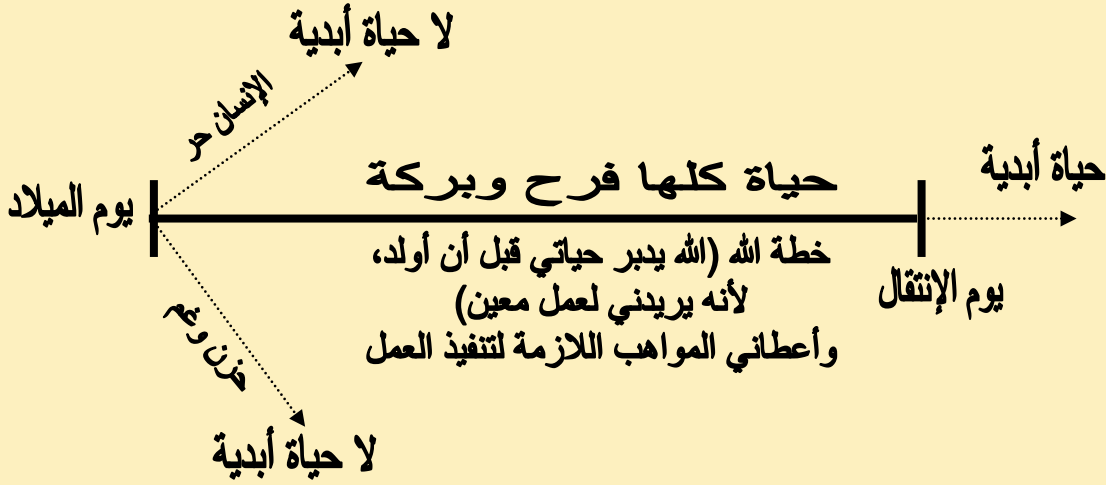 لا حياة أبدية
الإنسان حر
حياة أبدية
حياة كلها فرح وبركة
يوم الميلاد
خطة الله (الله يدبر حياتي قبل أن أولد،
لأنه يريدني لعمل معين)
وأعطاني المواهب اللازمة لتنفيذ العمل
يوم الإنتقال
حزن وغم
لا حياة أبدية